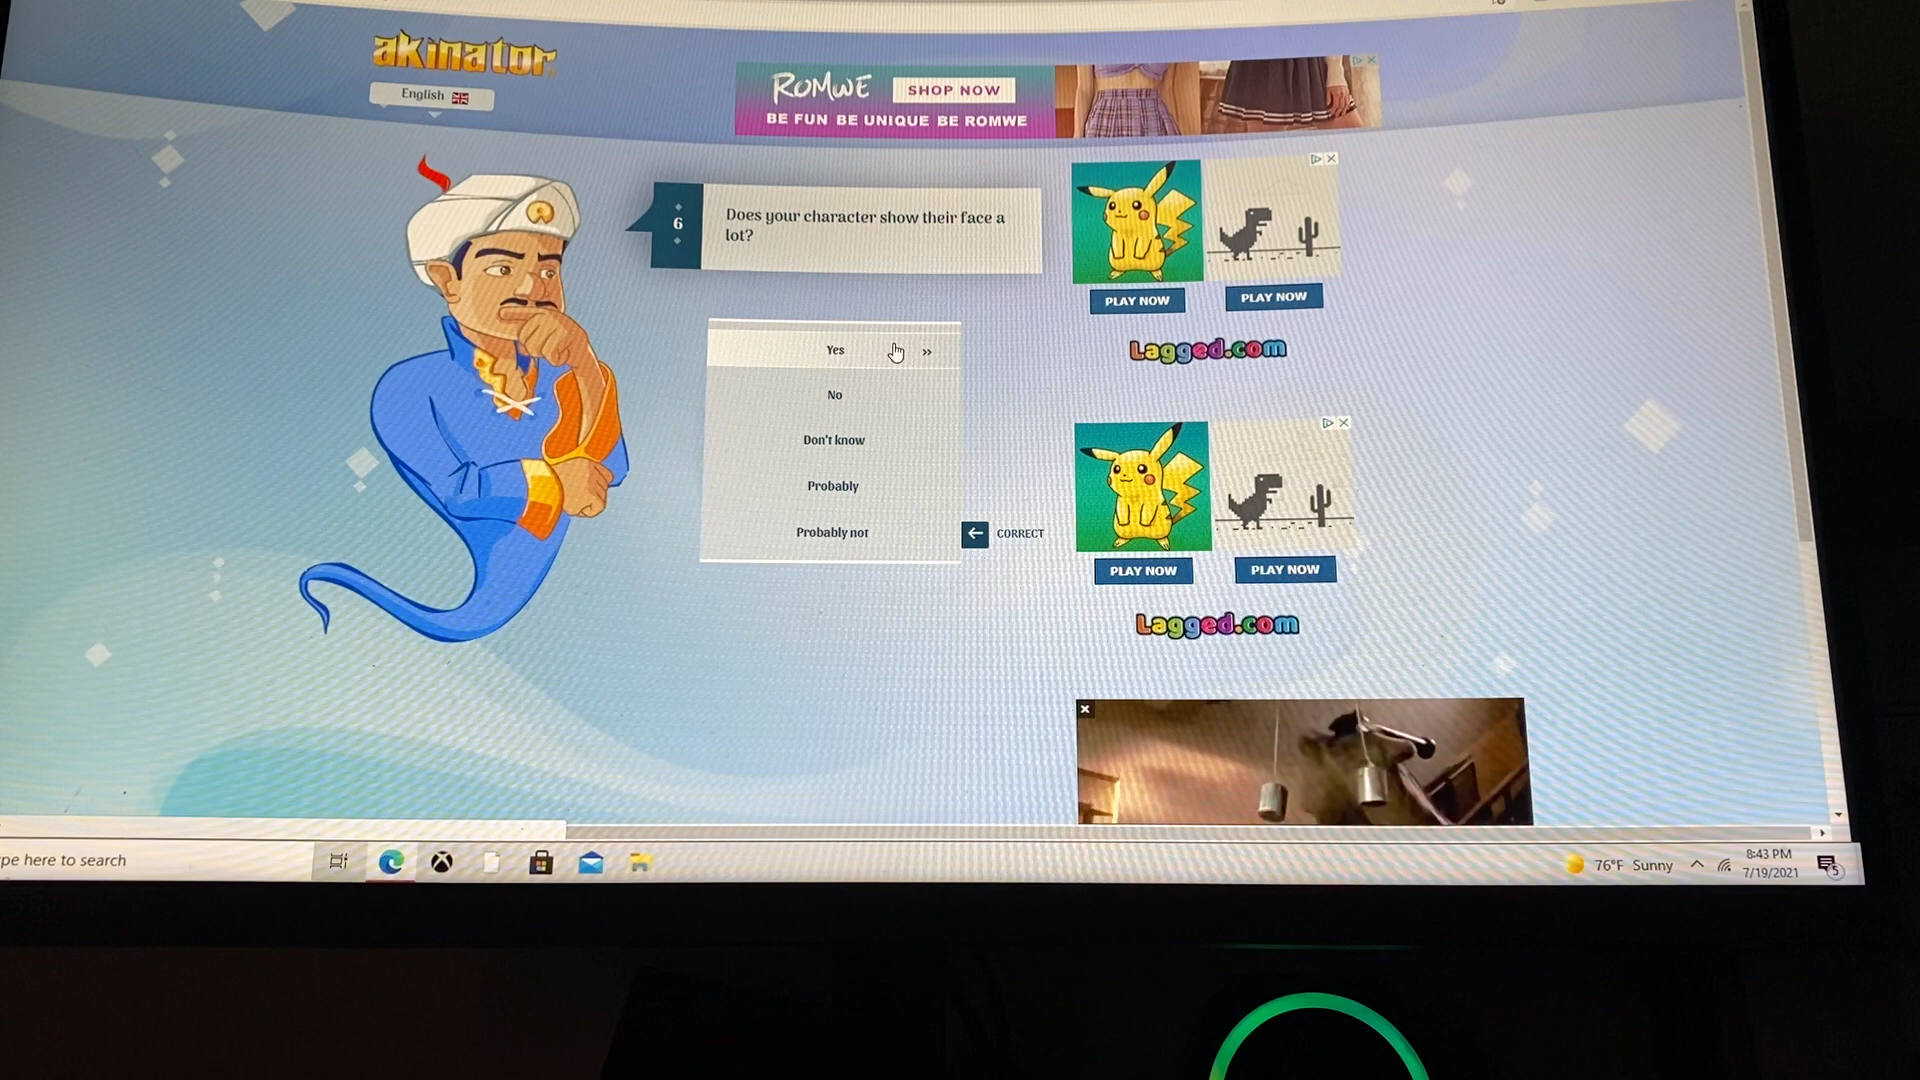 akinator
English
ROMWE
SHOP NOW
BE FUN BE UNIQUE BE ROMWE
6
Does your character show their face a
lot?
Yes
No
Don't know
Probably
Probably not
CORRECT
PLAY NOW
PLAY NOW
Lagged.com
PLAY NOW
PLAY NOW
Lagged.com
pe here to search
76°F Sunny
8:43 PM
7/19/2021
5